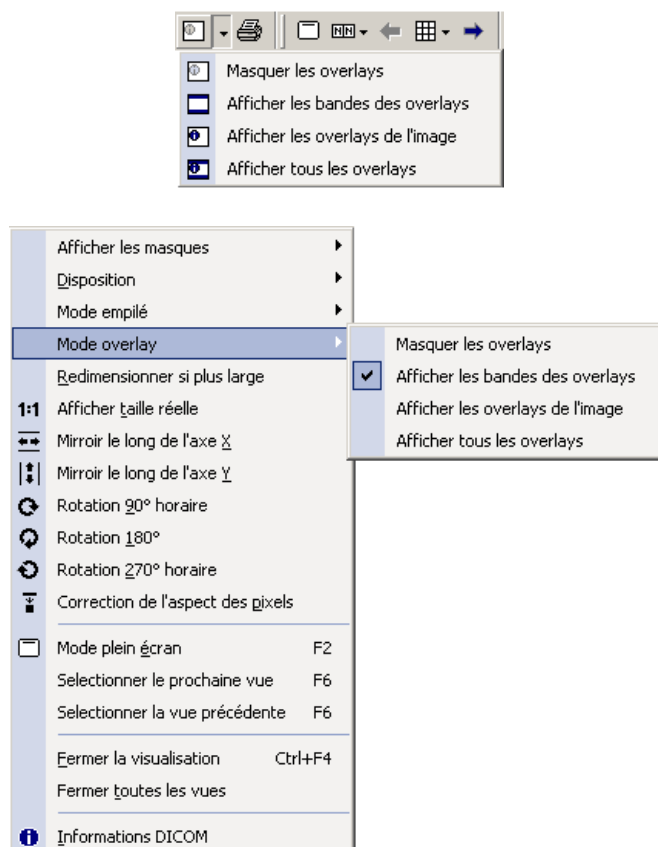 Masquer les overlays
Afficher les bandes des overlays
Afficher les overlays de l'image
Afficher tous les overlays
Afficher les masques
Disposition
Mode empilé
Mode overlay
Masquer les overlays
Afficher les bandes des overlays
Afficher les overlays de l'image
Afficher tous les overlays
Redimensionner si plus large
1:1 Afficher taille réelle
Mirroir le long de l'axe X
Mirroir le long de l'axe Y
Rotation 90° horaire
Rotation 180°
Rotation 270° horaire
Correction de l'aspect des pixels
Mode plein écran F2
Selectionner le prochaine vue F6
Selectionner la vue précédente F6
Fermer la visualisation Ctrl+F4
Fermer toutes les vues
Informations DICOM